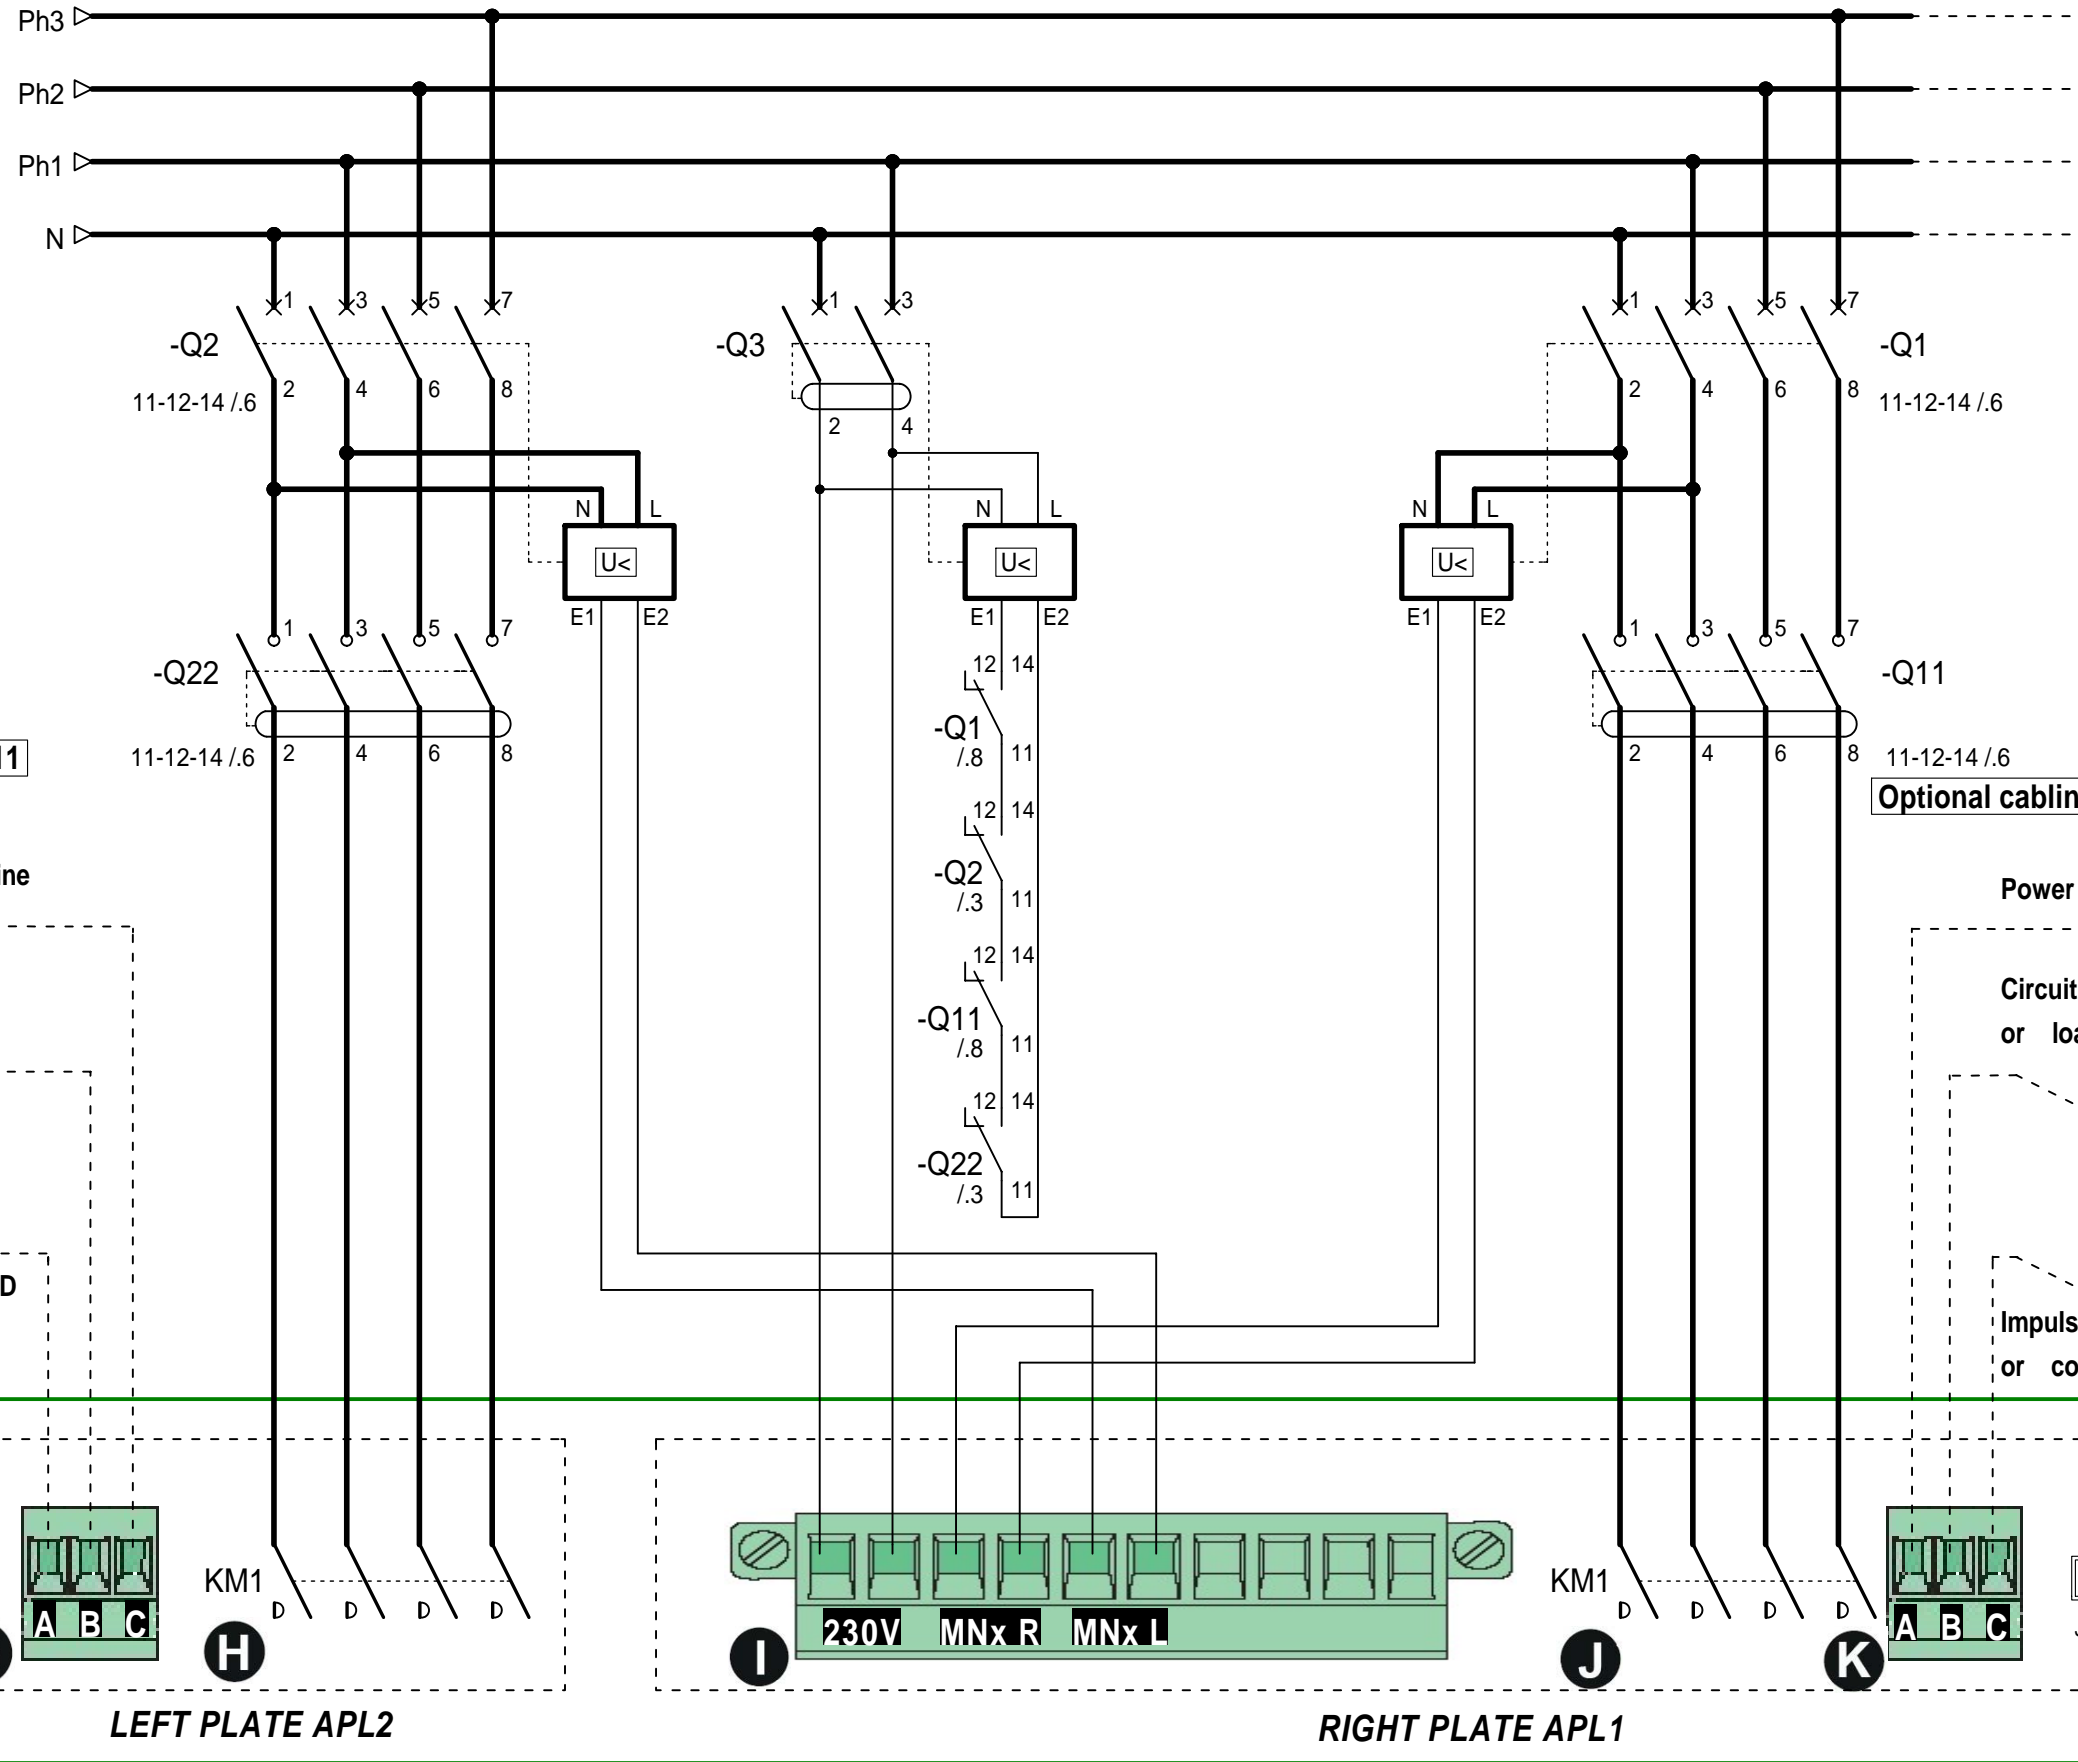 Ph3
Ph2
Ph1
N
1 3 5 7
1 3
1 3 5 7
-Q2
-Q3
-Q1
2 4 6 8
2 4 6 8
11-12-14 /.6
11-12-14 /.6
2 4
N L
N L
N L
U<
U<
U<
E1 E2
E1 E2
E1 E2
1 3 5 7
1 3 5 7
-Q22
12 14
-Q11
-Q1
/.8 11
11
11-12-14 /.6
2 4 6 8
2 4 6 8
11-12-14 /.6
Optional cablin
12 14
-Q2
/.3 11
ine
Power
12 14
-Q11
/.8 11
Circuit
or loa
12 14
-Q22
/.3 11
D
Impuls
or co
KM1
D D D D
KM1
D D D D
A B C
H
I
230V MNx R MNx L
J
K
A B C
LEFT PLATE APL2
RIGHT PLATE APL1